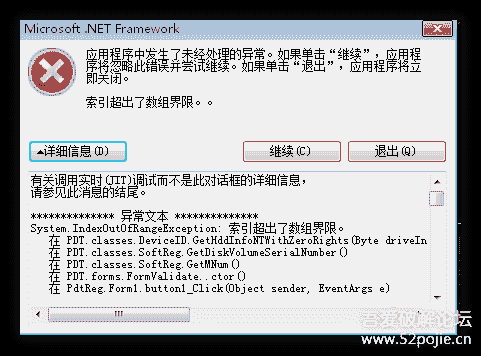 Microsoft .NET Framework
应用程序中发生了未经处理的异常。如果单击“继续”，应用程
序将忽略此错误并尝试继续。如果单击“退出”，应用程序将立
即关闭。
索引超出了数组界限。。
详细信息(D)
继续(C)
退出(Q)
有关调用实时(JIT)调试而不是此对话框的详细信息，
请参见此消息的结尾。
************** 异常文本 **************
System.IndexOutOfRangeException: 索引超出了数组界限。
在 PDT.classes.DeviceID.GetHddInfoNTWithZeroRights(Byte driveIn
在 PDT.classes.SoftReg.GetDiskVolumeSerialNumber()
在 PDT.classes.SoftReg.GetMNum()
在 PDT.forms.FormValidate..ctor()
在 PdtReg.Form1.button1_Click(Object sender, EventArgs e)
吾爱破解论坛
www.52pojie.cn